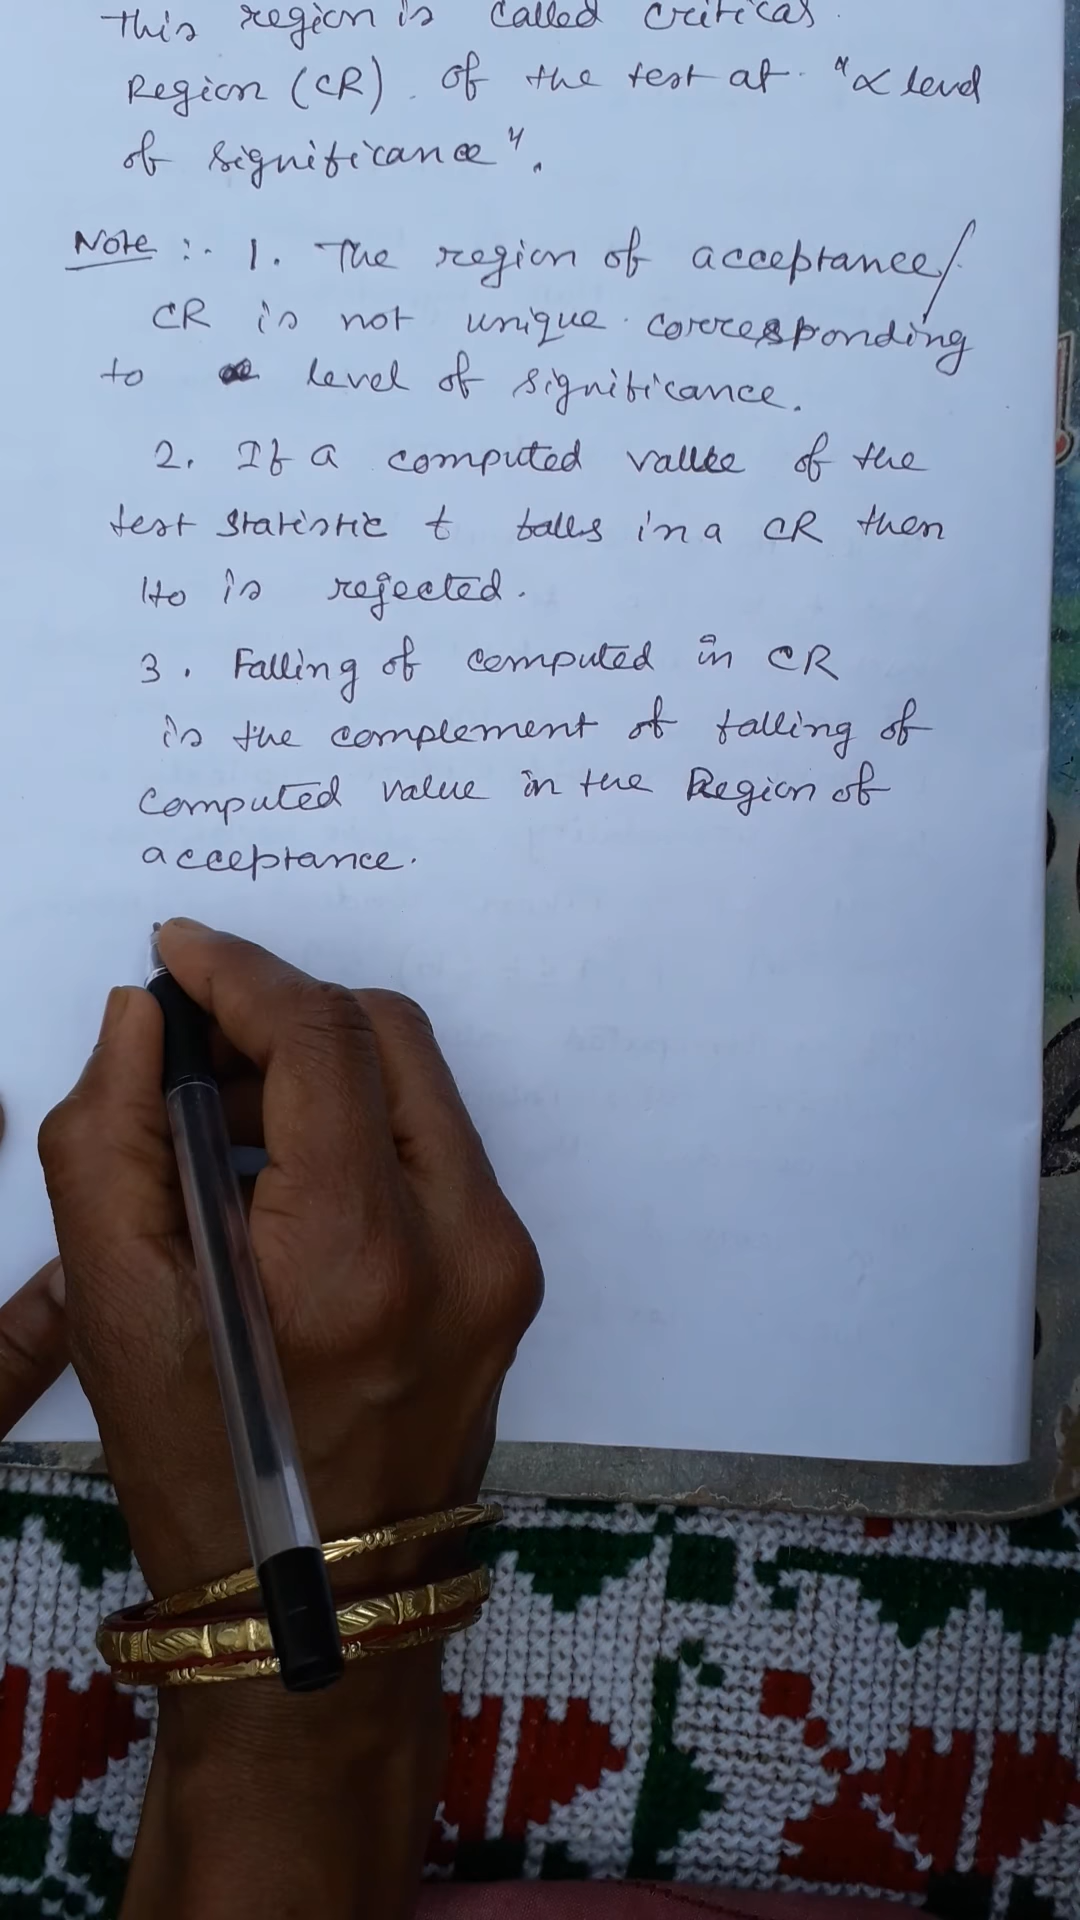 This region is called critical
Region (CR) of the test at "α level
of significance".
Note :- 1. The region of acceptance/
CR is not unique corresponding
to level of significance.
2. If a computed value of the
test statistic t falls in a CR then
Ho is rejected.
3. Falling of computed in CR
is the complement of falling of
computed value in the Region of
acceptance.